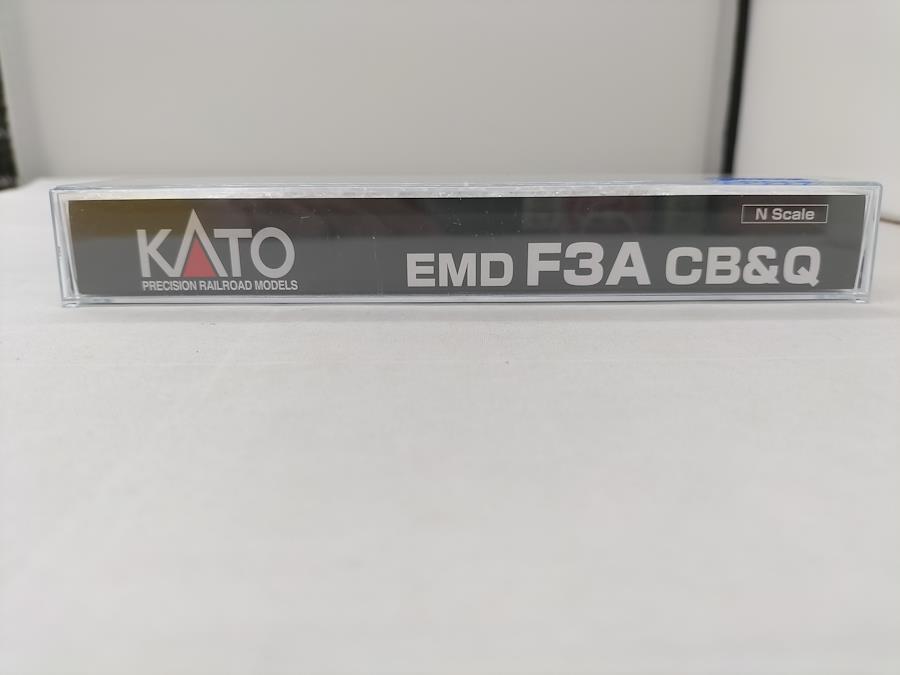 KATO
PRECISION RAILROAD MODELS
N Scale
EMD F3A CB&Q